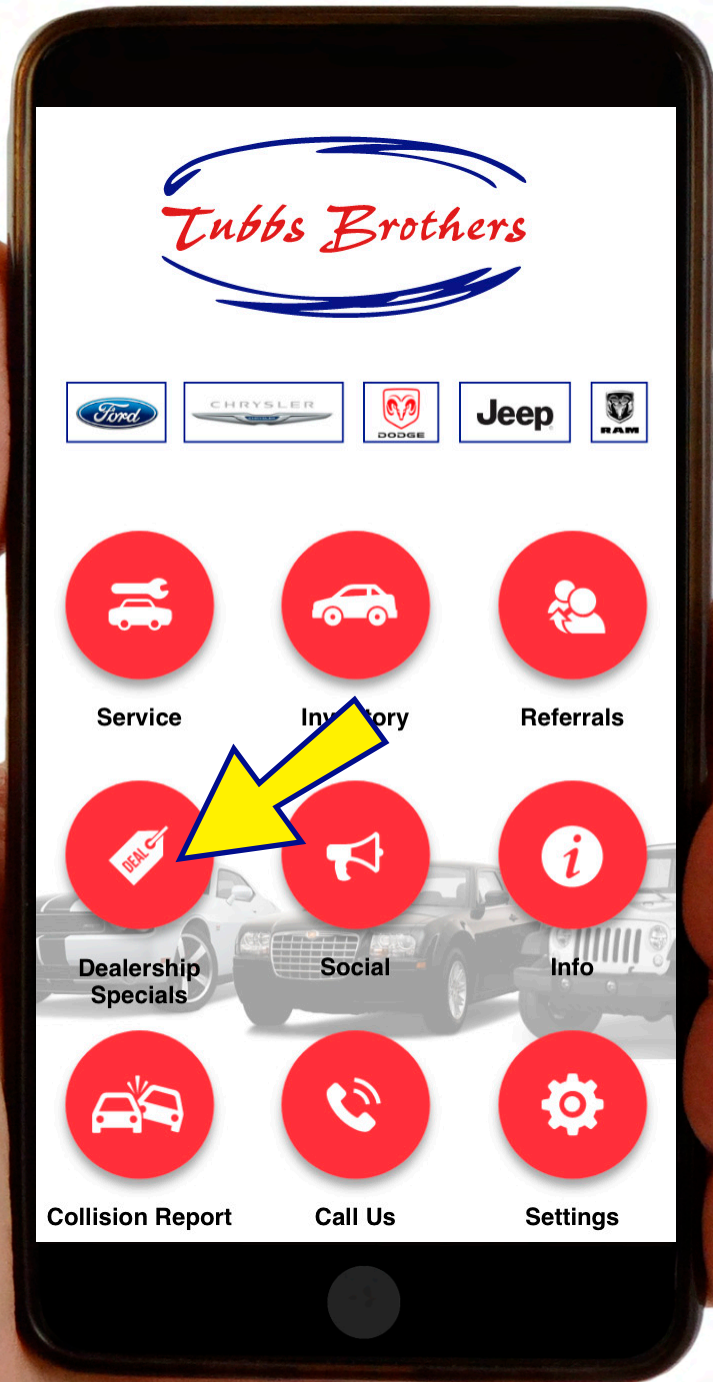 Tubbs Brothers
Ford
CHRYSLER
DODGE
Jeep
RAM
Service
Inventory
Referrals
DEAL
Dealership
Specials
Social
Info
Collision Report
Call Us
Settings